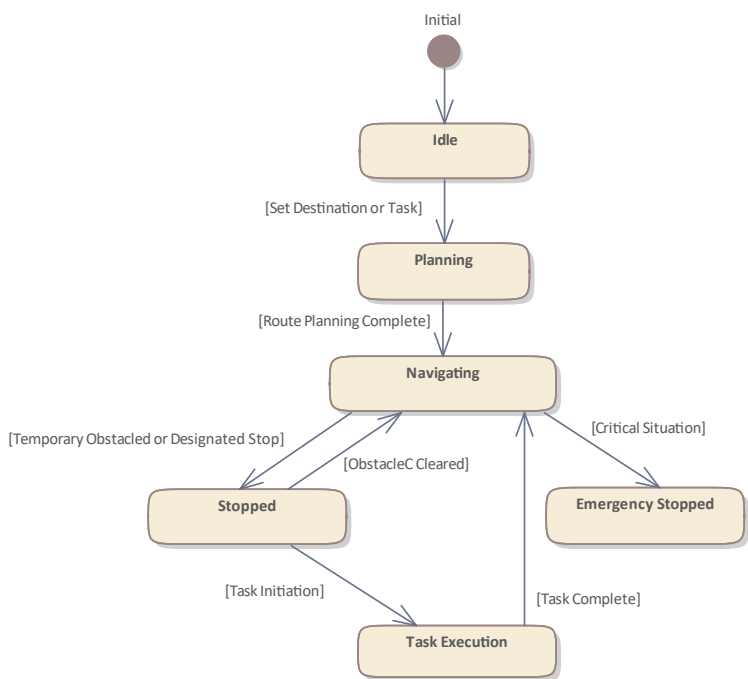 Initial
Idle
[Set Destination or Task]
Planning
[Route Planning Complete]
Navigating
[Temporary Obstacled or Designated Stop]
[Critical Situation]
[ObstacleC Cleared]
Stopped
Emergency Stopped
[Task Initiation]
[Task Complete]
Task Execution